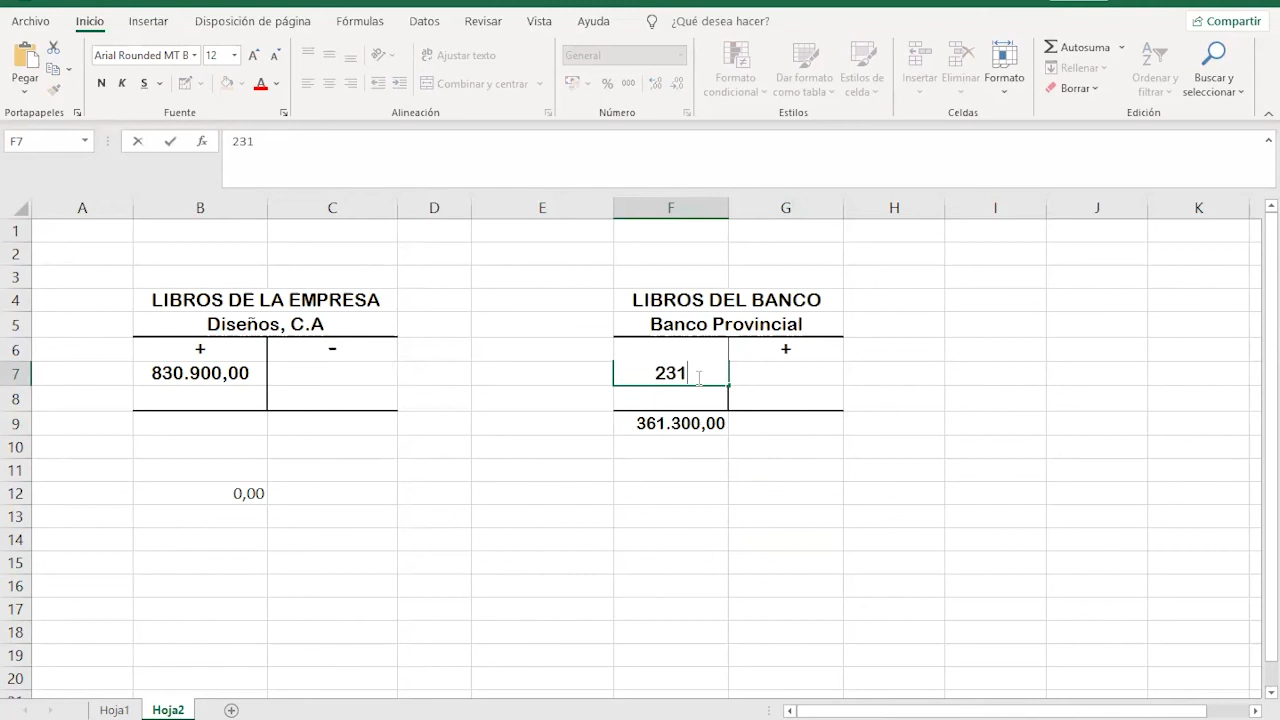 Archivo Inicio Insertar Disposición de página Fórmulas Datos Revisar Vista Ayuda ¿Qué desea hacer? Compartir
Pegar
Arial Rounded MT B 12
N K S A
Ajustar texto
Combinar y centrar
General
% 000
Formato condicional
Dar formato como tabla
Estilos de celda
Insertar Eliminar Formato
Autosuma
Rellenar
Borrar
Ordenar y filtrar
Buscar y seleccionar
Portapapeles Fuente Alineación Número Estilos Celdas Edición
F7 fx 231
A B C D E F G H I J K
1
2
3
4 LIBROS DE LA EMPRESA LIBROS DEL BANCO
5 Diseños, C.A Banco Provincial
6 + - +
7 830.900,00 231
8
9 361.300,00
10
11
12 0,00
13
14
15
16
17
18
19
20
Hoja1 Hoja2